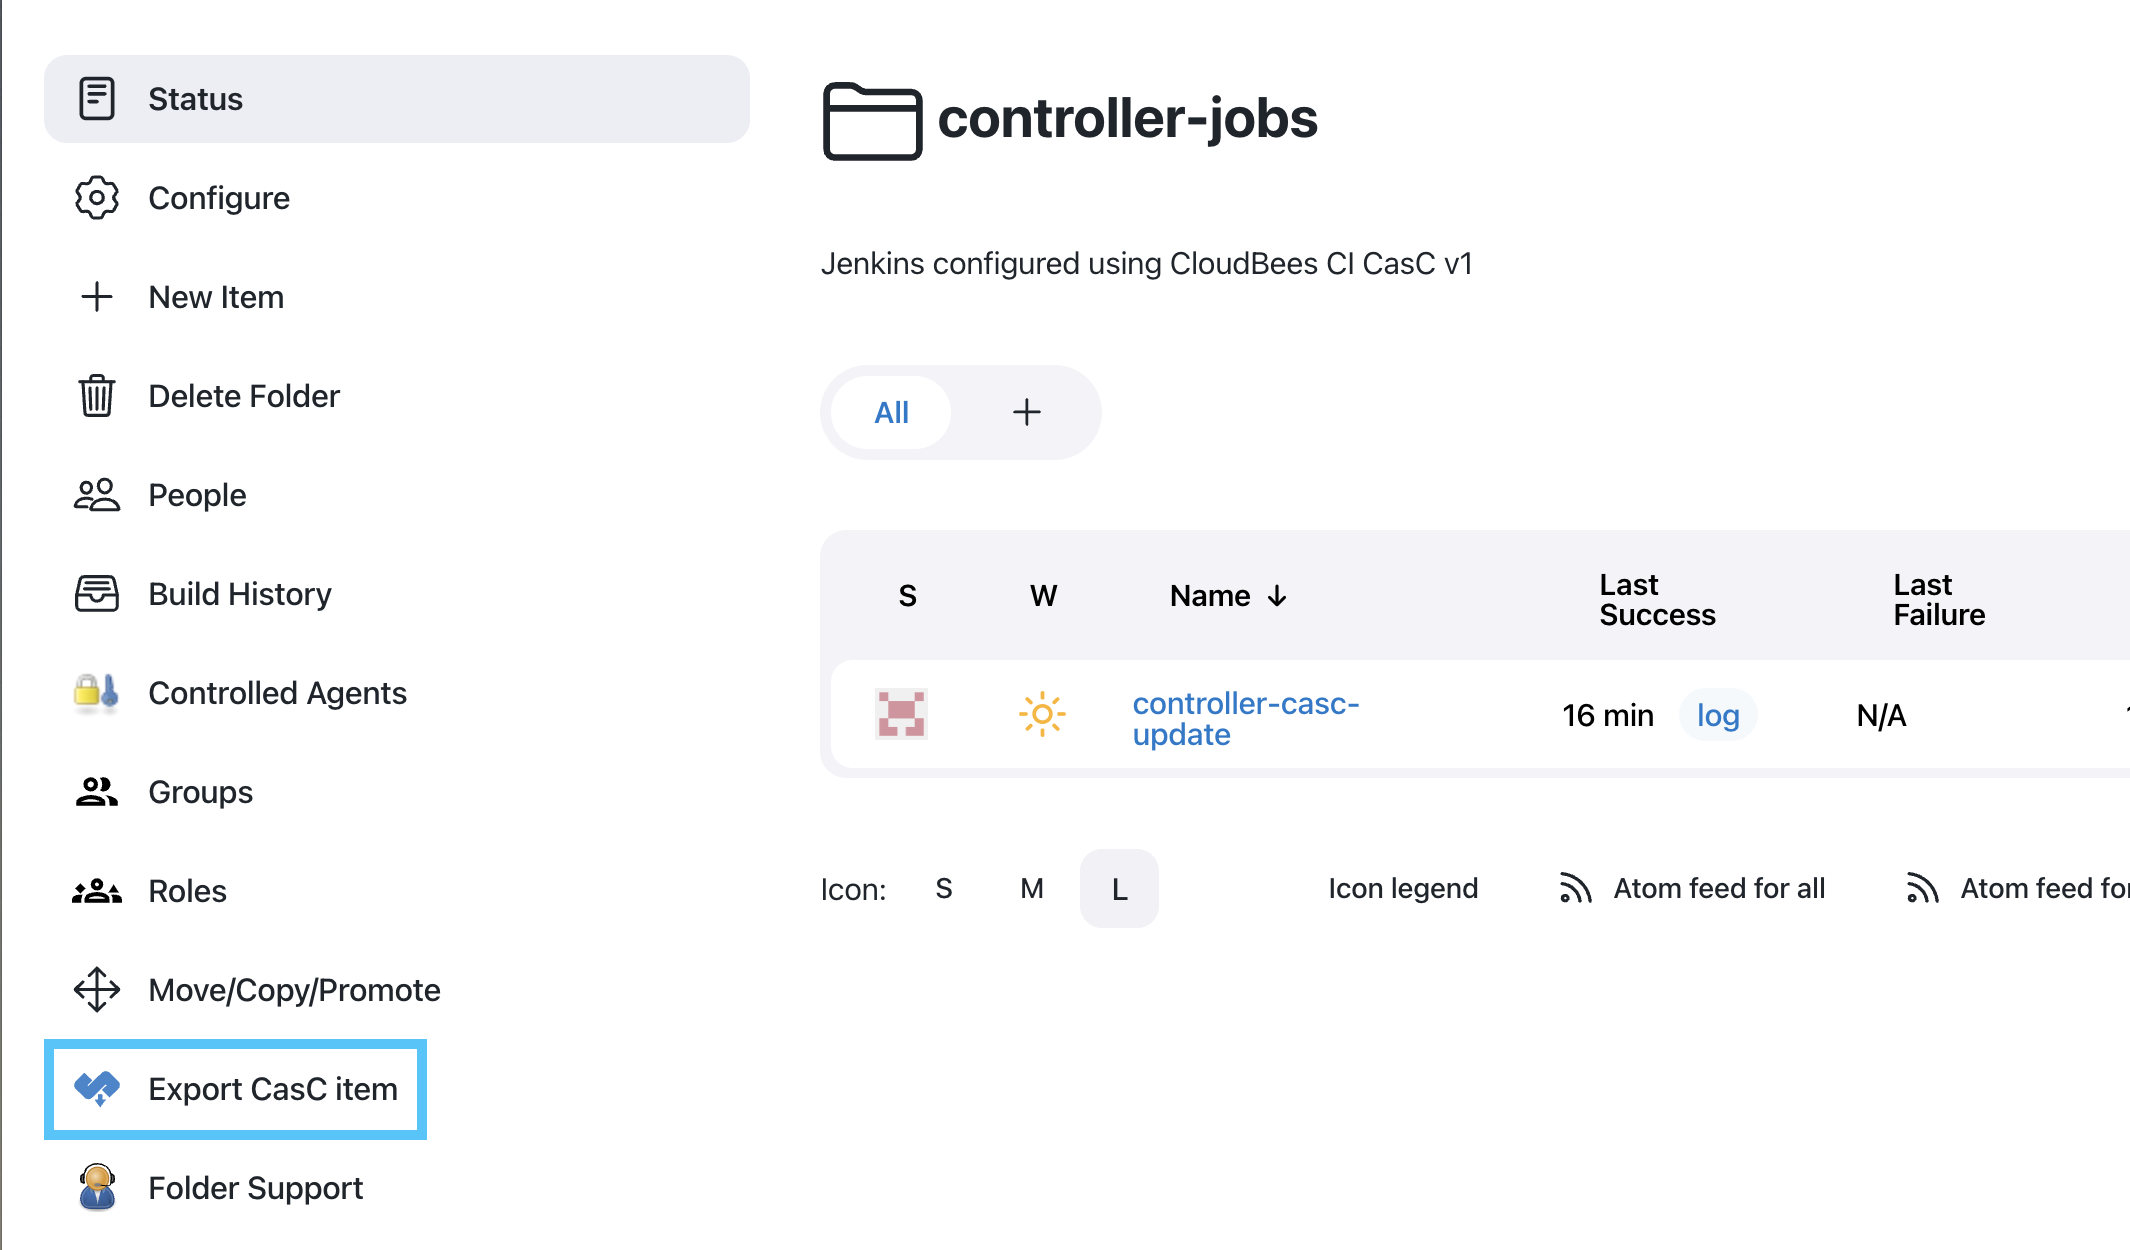 Status
Configure
New Item
Delete Folder
People
Build History
Controlled Agents
Groups
Roles
Move/Copy/Promote
Export CasC item
Folder Support
controller-jobs
Jenkins configured using CloudBees CI CasC v1
All
S W Name ↓ Last Success Last Failure
controller-casc-
update
16 min log N/A
Icon: S M L Icon legend Atom feed for all Atom feed